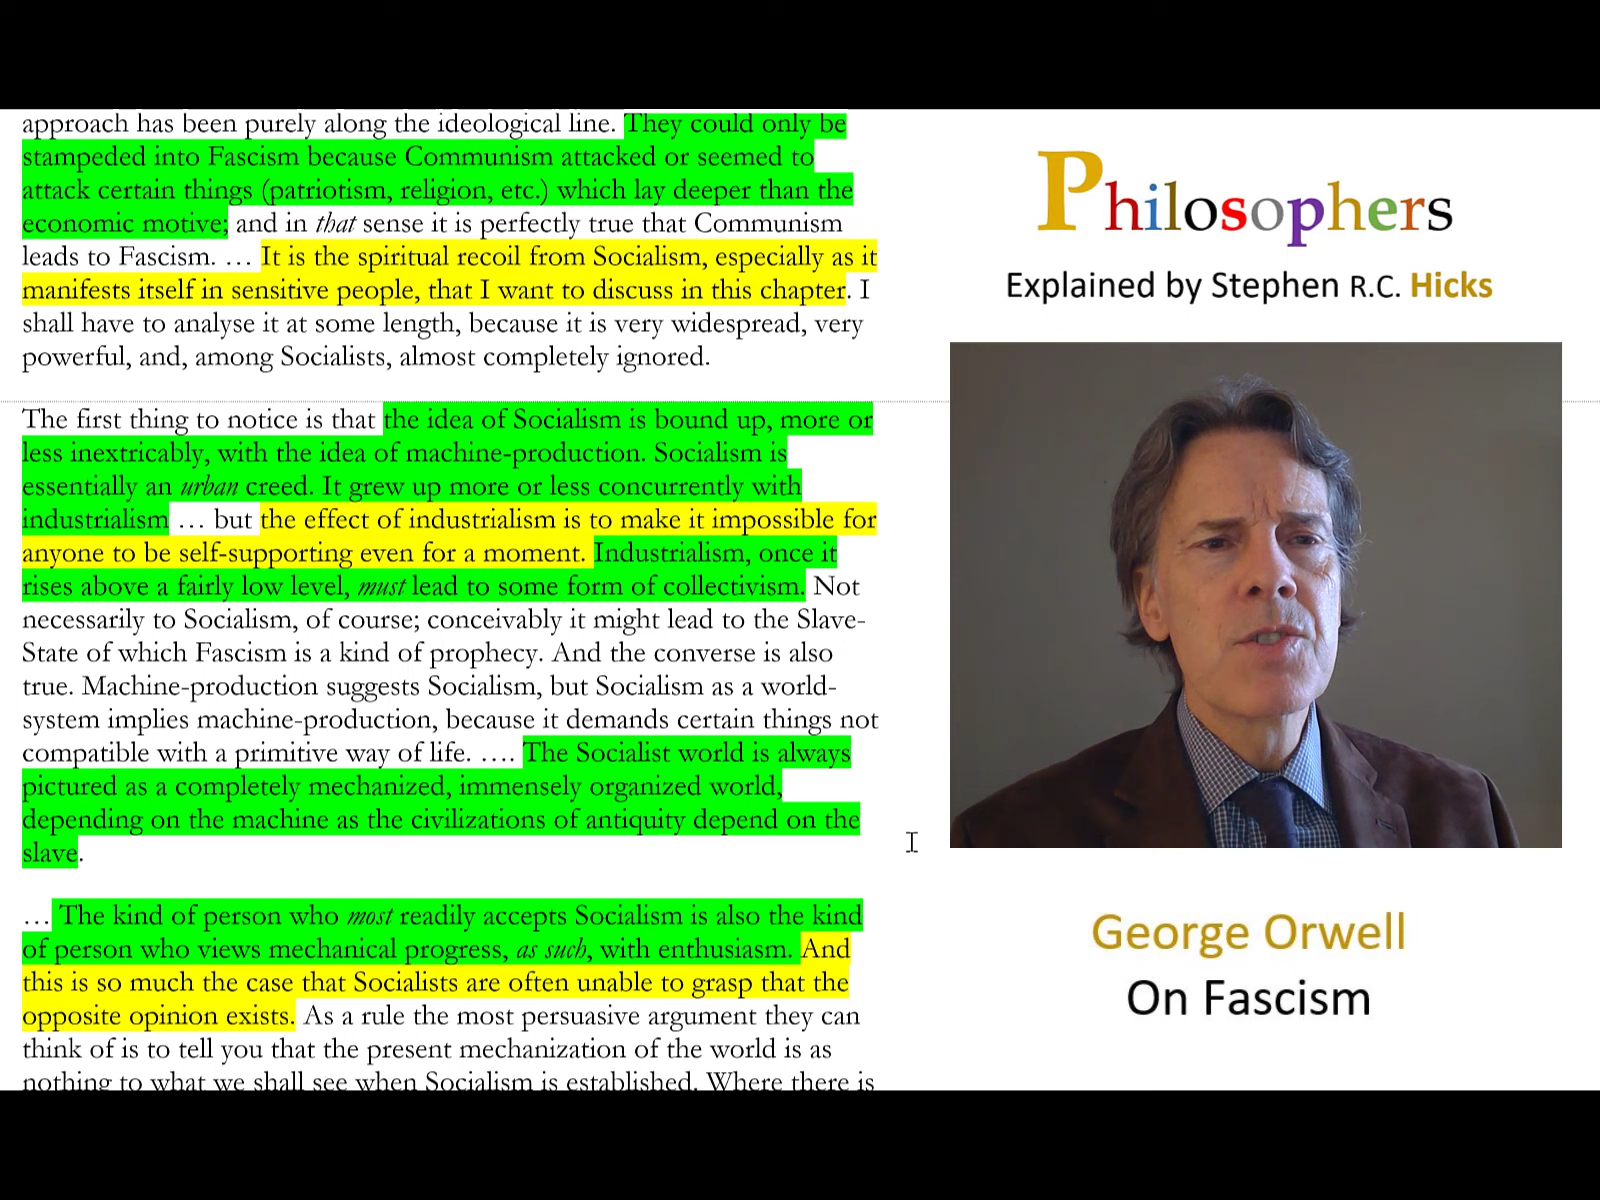 approach has been purely along the ideological line. They could only be
stampeded into Fascism because Communism attacked or seemed to
attack certain things (patriotism, religion, etc.) which lay deeper than the
economic motive; and in that sense it is perfectly true that Communism
leads to Fascism. … It is the spiritual recoil from Socialism, especially as it
manifests itself in sensitive people, that I want to discuss in this chapter. I
shall have to analyse it at some length, because it is very widespread, very
powerful, and, among Socialists, almost completely ignored.
The first thing to notice is that the idea of Socialism is bound up, more or
less inextricably, with the idea of machine-production. Socialism is
essentially an urban creed. It grew up more or less concurrently with
industrialism … but the effect of industrialism is to make it impossible for
anyone to be self-supporting even for a moment. Industrialism, once it
rises above a fairly low level, must lead to some form of collectivism. Not
necessarily to Socialism, of course; conceivably it might lead to the Slave-
State of which Fascism is a kind of prophecy. And the converse is also
true. Machine-production suggests Socialism, but Socialism as a world-
system implies machine-production, because it demands certain things not
compatible with a primitive way of life. …. The Socialist world is always
pictured as a completely mechanized, immensely organized world,
depending on the machine as the civilizations of antiquity depend on the
slave.
… The kind of person who most readily accepts Socialism is also the kind
of person who views mechanical progress, as such, with enthusiasm. And
this is so much the case that Socialists are often unable to grasp that the
opposite opinion exists. As a rule the most persuasive argument they can
think of is to tell you that the present mechanization of the world is as
nothing to what we shall see when Socialism is established. Where there is
Philosophers
Explained by Stephen R.C. Hicks
George Orwell
On Fascism